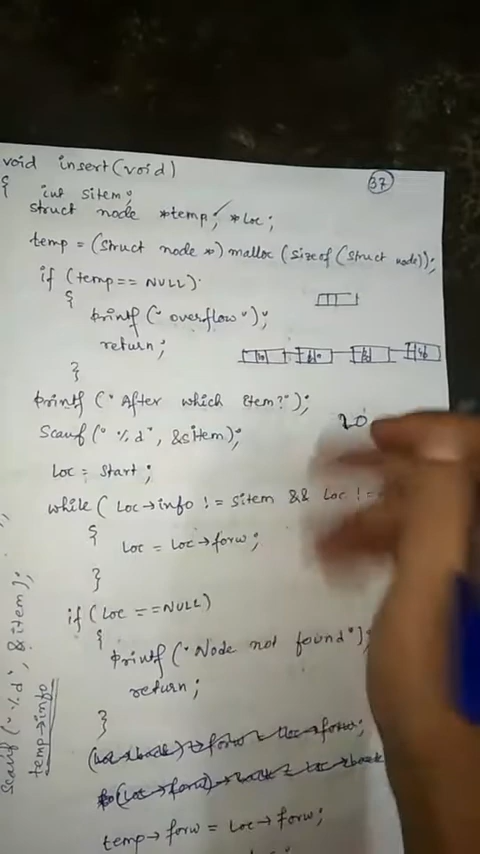 37
void insert(void)
{ int sitem;
struct node *temp, *Loc;
temp = (struct node *) malloc (sizeof (struct node));
if (temp == NULL)
{
printf (" overflow ");
return;
}
printf (" After which item?");
scanf (" %d", &sitem);
20
Loc = Start;
while ( Loc→info != sitem && Loc !=
{
Loc = Loc→forw;
}
if (Loc == NULL)
{
printf (" Node not found");
return;
}
temp→forw = Loc→forw;
scanf (" %d", &item);
temp→info